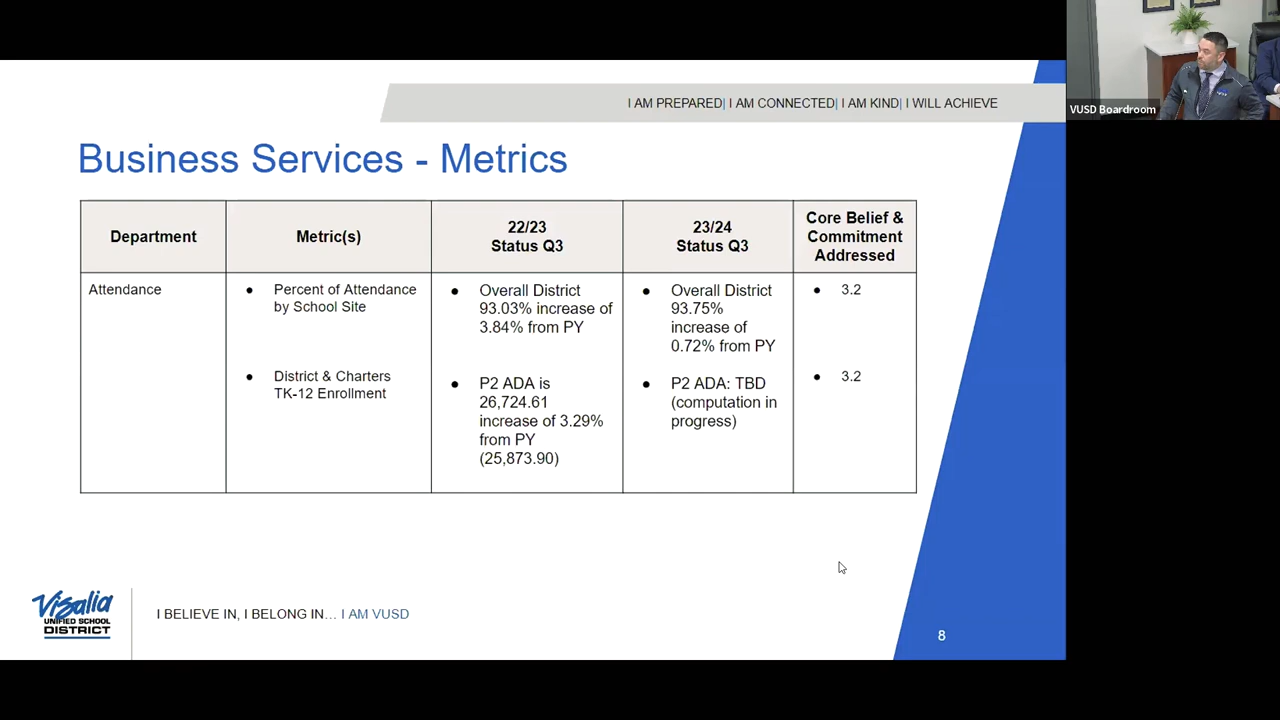 I AM PREPARED| I AM CONNECTED| I AM KIND| I WILL ACHIEVE
VUSD Boardroom
Business Services - Metrics
Department
Metric(s)
22/23
Status Q3
23/24
Status Q3
Core Belief &
Commitment
Addressed
Attendance
● Percent of Attendance
by School Site
● Overall District
93.03% increase of
3.84% from PY
● Overall District
93.75%
increase of
0.72% from PY
● 3.2
● District & Charters
TK-12 Enrollment
● P2 ADA is
26,724.61
increase of 3.29%
from PY
(25,873.90)
● P2 ADA: TBD
(computation in
progress)
● 3.2
Visalia
UNIFIED SCHOOL
DISTRICT
I BELIEVE IN, I BELONG IN... I AM VUSD
8